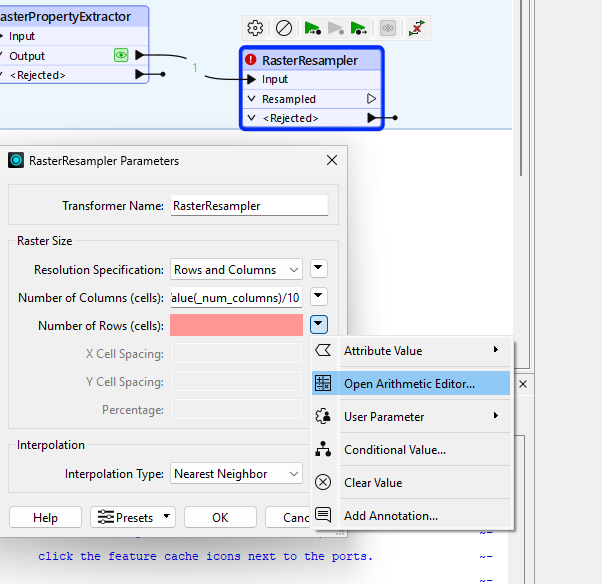 asterPropertyExtractor
Input
Output
<Rejected>
1
RasterResampler
Input
Resampled
<Rejected>
RasterResampler Parameters
Transformer Name: RasterResampler
Raster Size
Resolution Specification: Rows and Columns
Number of Columns (cells): alue(_num_columns)/10
Number of Rows (cells):
X Cell Spacing:
Y Cell Spacing:
Percentage:
Attribute Value
Open Arithmetic Editor...
User Parameter
Conditional Value...
Clear Value
Add Annotation...
Interpolation
Interpolation Type: Nearest Neighbor
Help Presets OK Canc
click the feature cache icons next to the ports.